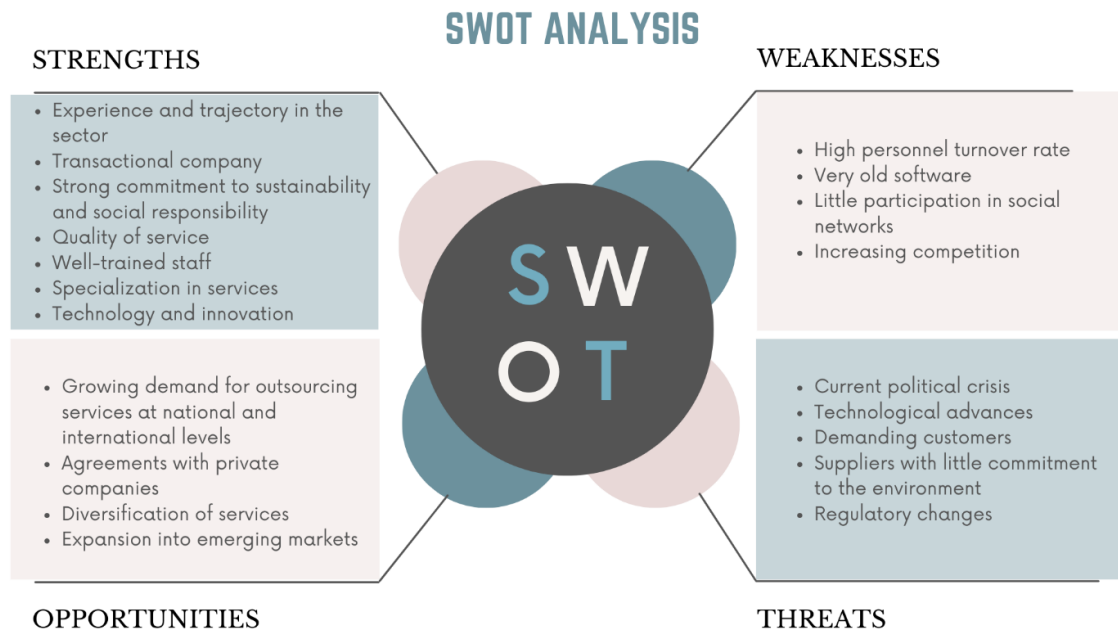 SWOT ANALYSIS
STRENGTHS
• Experience and trajectory in the
sector
• Transactional company
• Strong commitment to sustainability
and social responsibility
• Quality of service
• Well-trained staff
• Specialization in services
• Technology and innovation
WEAKNESSES
• High personnel turnover rate
• Very old software
• Little participation in social
networks
• Increasing competition
S W
O T
• Growing demand for outsourcing
services at national and
international levels
• Agreements with private
companies
• Diversification of services
• Expansion into emerging markets
OPPORTUNITIES
• Current political crisis
• Technological advances
• Demanding customers
• Suppliers with little commitment
to the environment
• Regulatory changes
THREATS